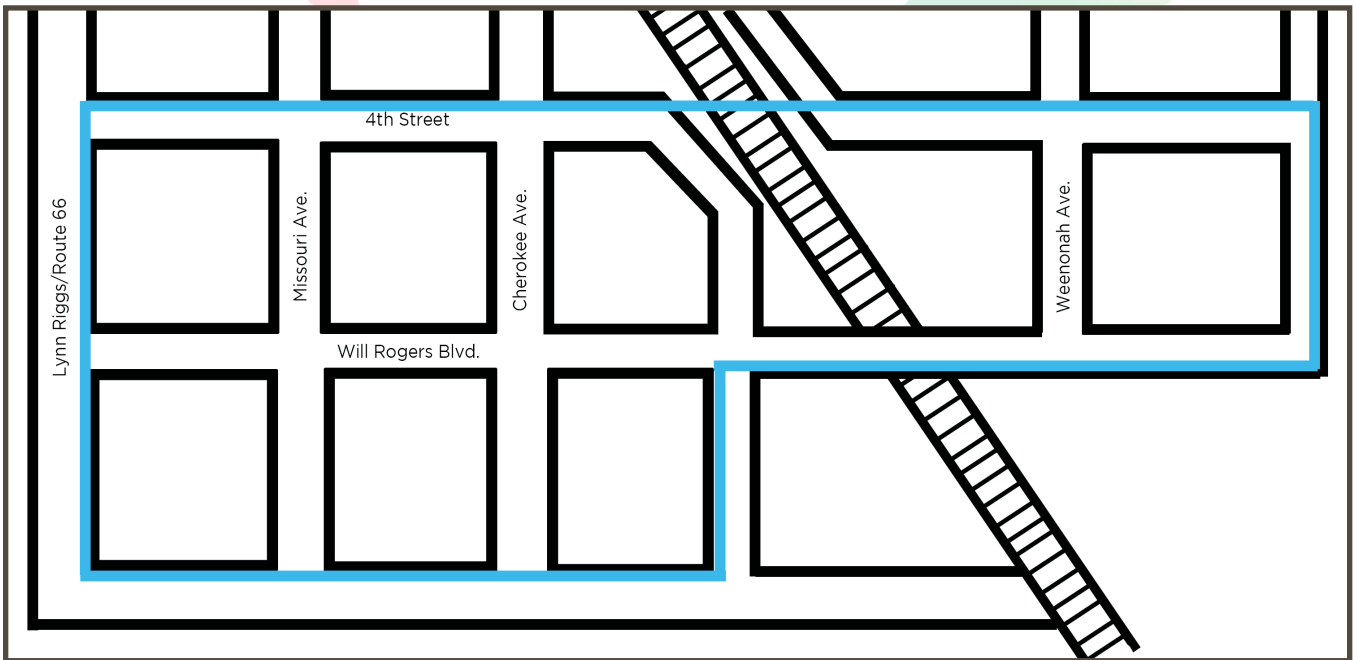 4th Street
Lynn Riggs/Route 66
Missouri Ave.
Cherokee Ave.
Weenonah Ave.
Will Rogers Blvd.